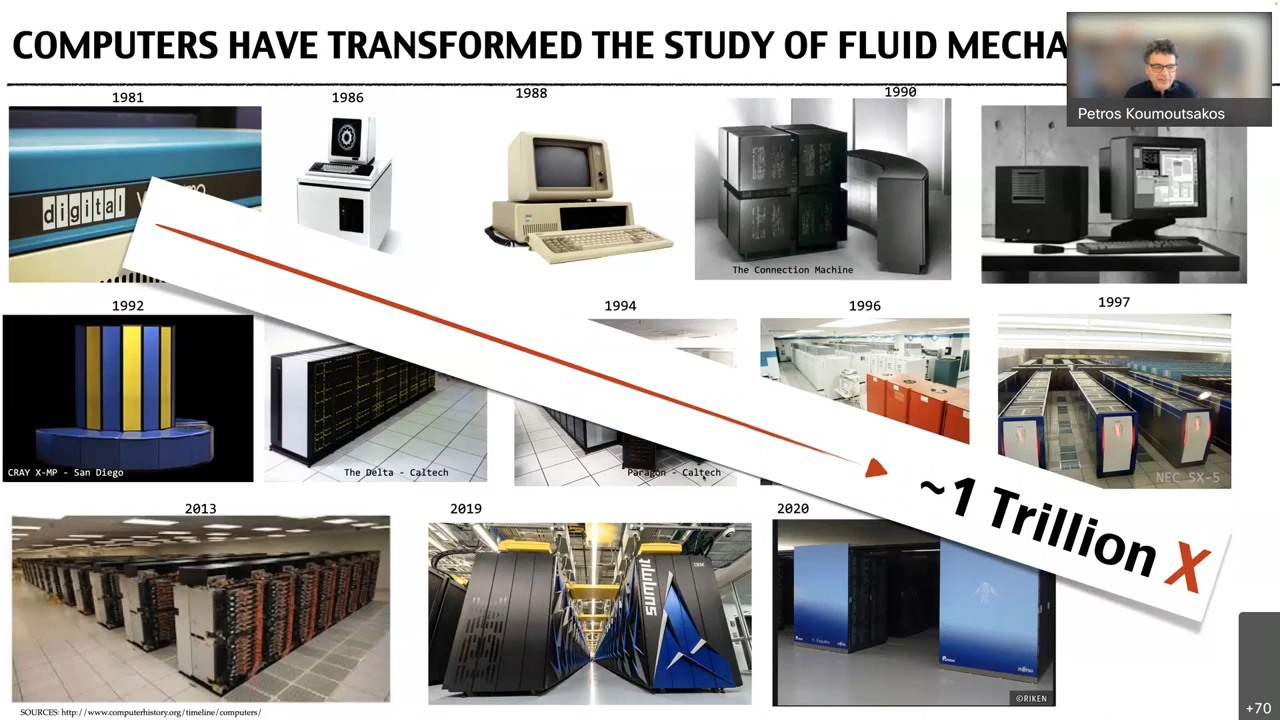 COMPUTERS HAVE TRANSFORMED THE STUDY OF FLUID MECHA
Petros Koumoutsakos
1981
1986
1988
1990
digital
The Connection Machine
1992
1994
1996
1997
CRAY X-MP - San Diego
The Delta - Caltech
Paragon - Caltech
NEC SX-5
~1 Trillion X
2013
2019
2020
SUMMIT
IBM
FUJITSU
©RIKEN
SOURCES: http://www.computerhistory.org/timeline/computers/
+70